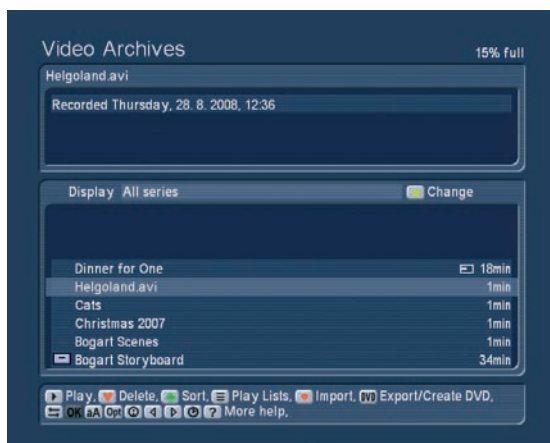 Video Archives
15% full
Helgoland.avi
Recorded Thursday, 28. 8. 2008, 12:36
Display All series Change
Dinner for One 18min
Helgoland.avi 1min
Cats 1min
Christmas 2007 1min
Bogart Scenes 1min
Bogart Storyboard 34min
Play, Delete, Sort, Play Lists, Import, DVD Export/Create DVD,
OK aA Opt ? More help,